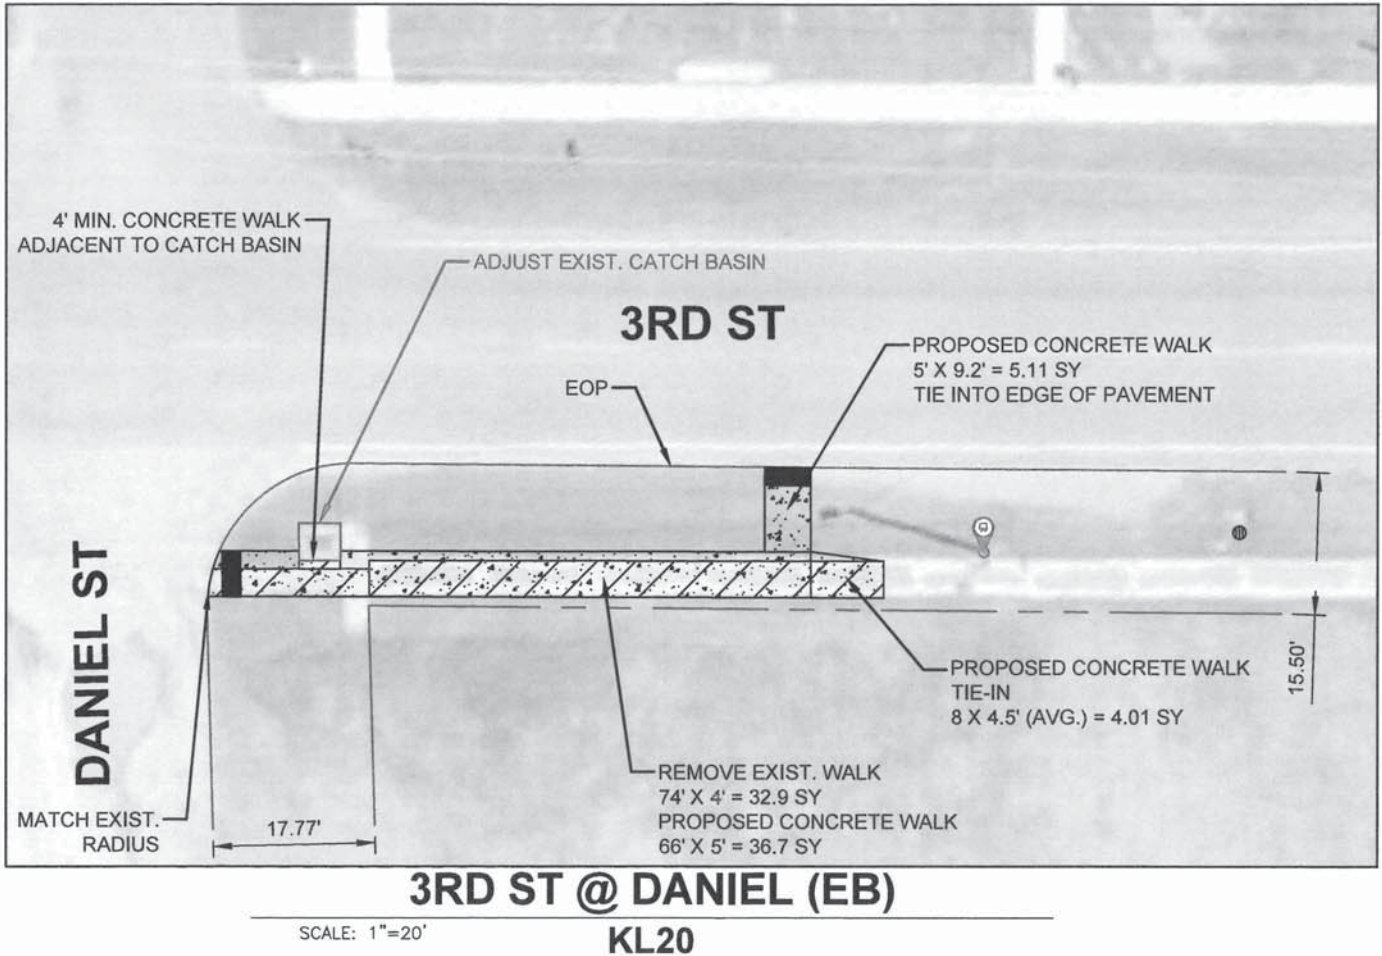 4' MIN. CONCRETE WALK
ADJACENT TO CATCH BASIN
ADJUST EXIST. CATCH BASIN
3RD ST
PROPOSED CONCRETE WALK
5' X 9.2' = 5.11 SY
TIE INTO EDGE OF PAVEMENT
EOP
DANIEL ST
15.50'
PROPOSED CONCRETE WALK
TIE-IN
8 X 4.5' (AVG.) = 4.01 SY
REMOVE EXIST. WALK
74' X 4' = 32.9 SY
PROPOSED CONCRETE WALK
66' X 5' = 36.7 SY
MATCH EXIST.
RADIUS
17.77'
3RD ST @ DANIEL (EB)
SCALE: 1"=20'
KL20